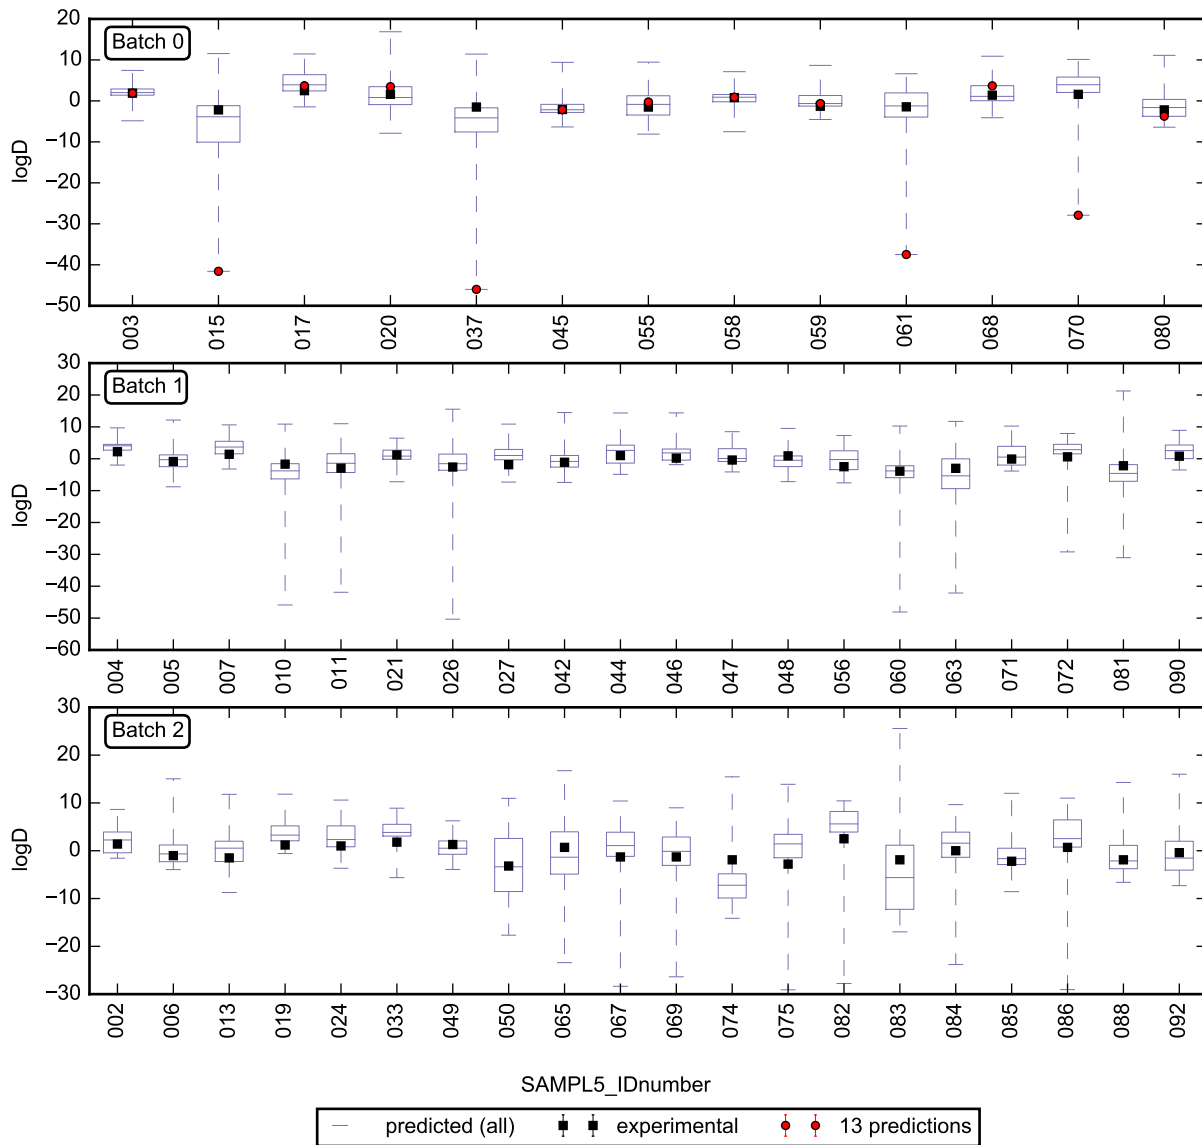 20
10
0
−10
−20
−30
−40
−50
logD
Batch 0
003 015 017 020 037 045 055 058 059 061 068 070 080
30
20
10
0
−10
−20
−30
−40
−50
−60
logD
Batch 1
004 005 007 010 011 021 026 027 042 044 046 047 048 056 060 063 071 072 081 090
30
20
10
0
−10
−20
−30
logD
Batch 2
002 006 013 019 024 033 049 050 065 067 069 074 075 082 083 084 085 086 088 092
SAMPL5_IDnumber
predicted (all) experimental 13 predictions